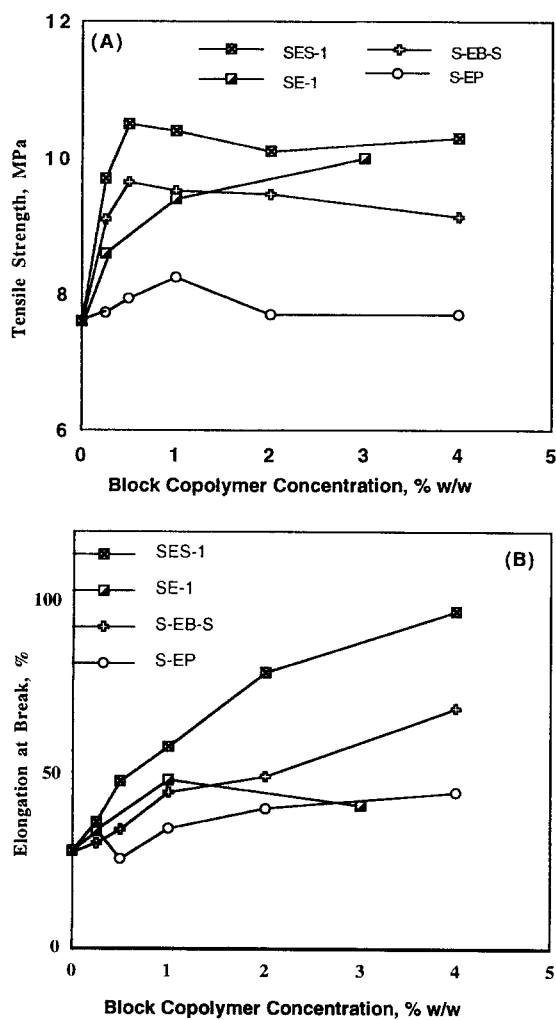 12
(A)
SES-1
S-EB-S
SE-1
S-EP
10
8
6
Tensile Strength, MPa
0 1 2 3 4 5
Block Copolymer Concentration, % w/w
SES-1
(B)
SE-1
100
S-EB-S
S-EP
50
0
Elongation at Break, %
0 1 2 3 4 5
Block Copolymer Concentration, % w/w